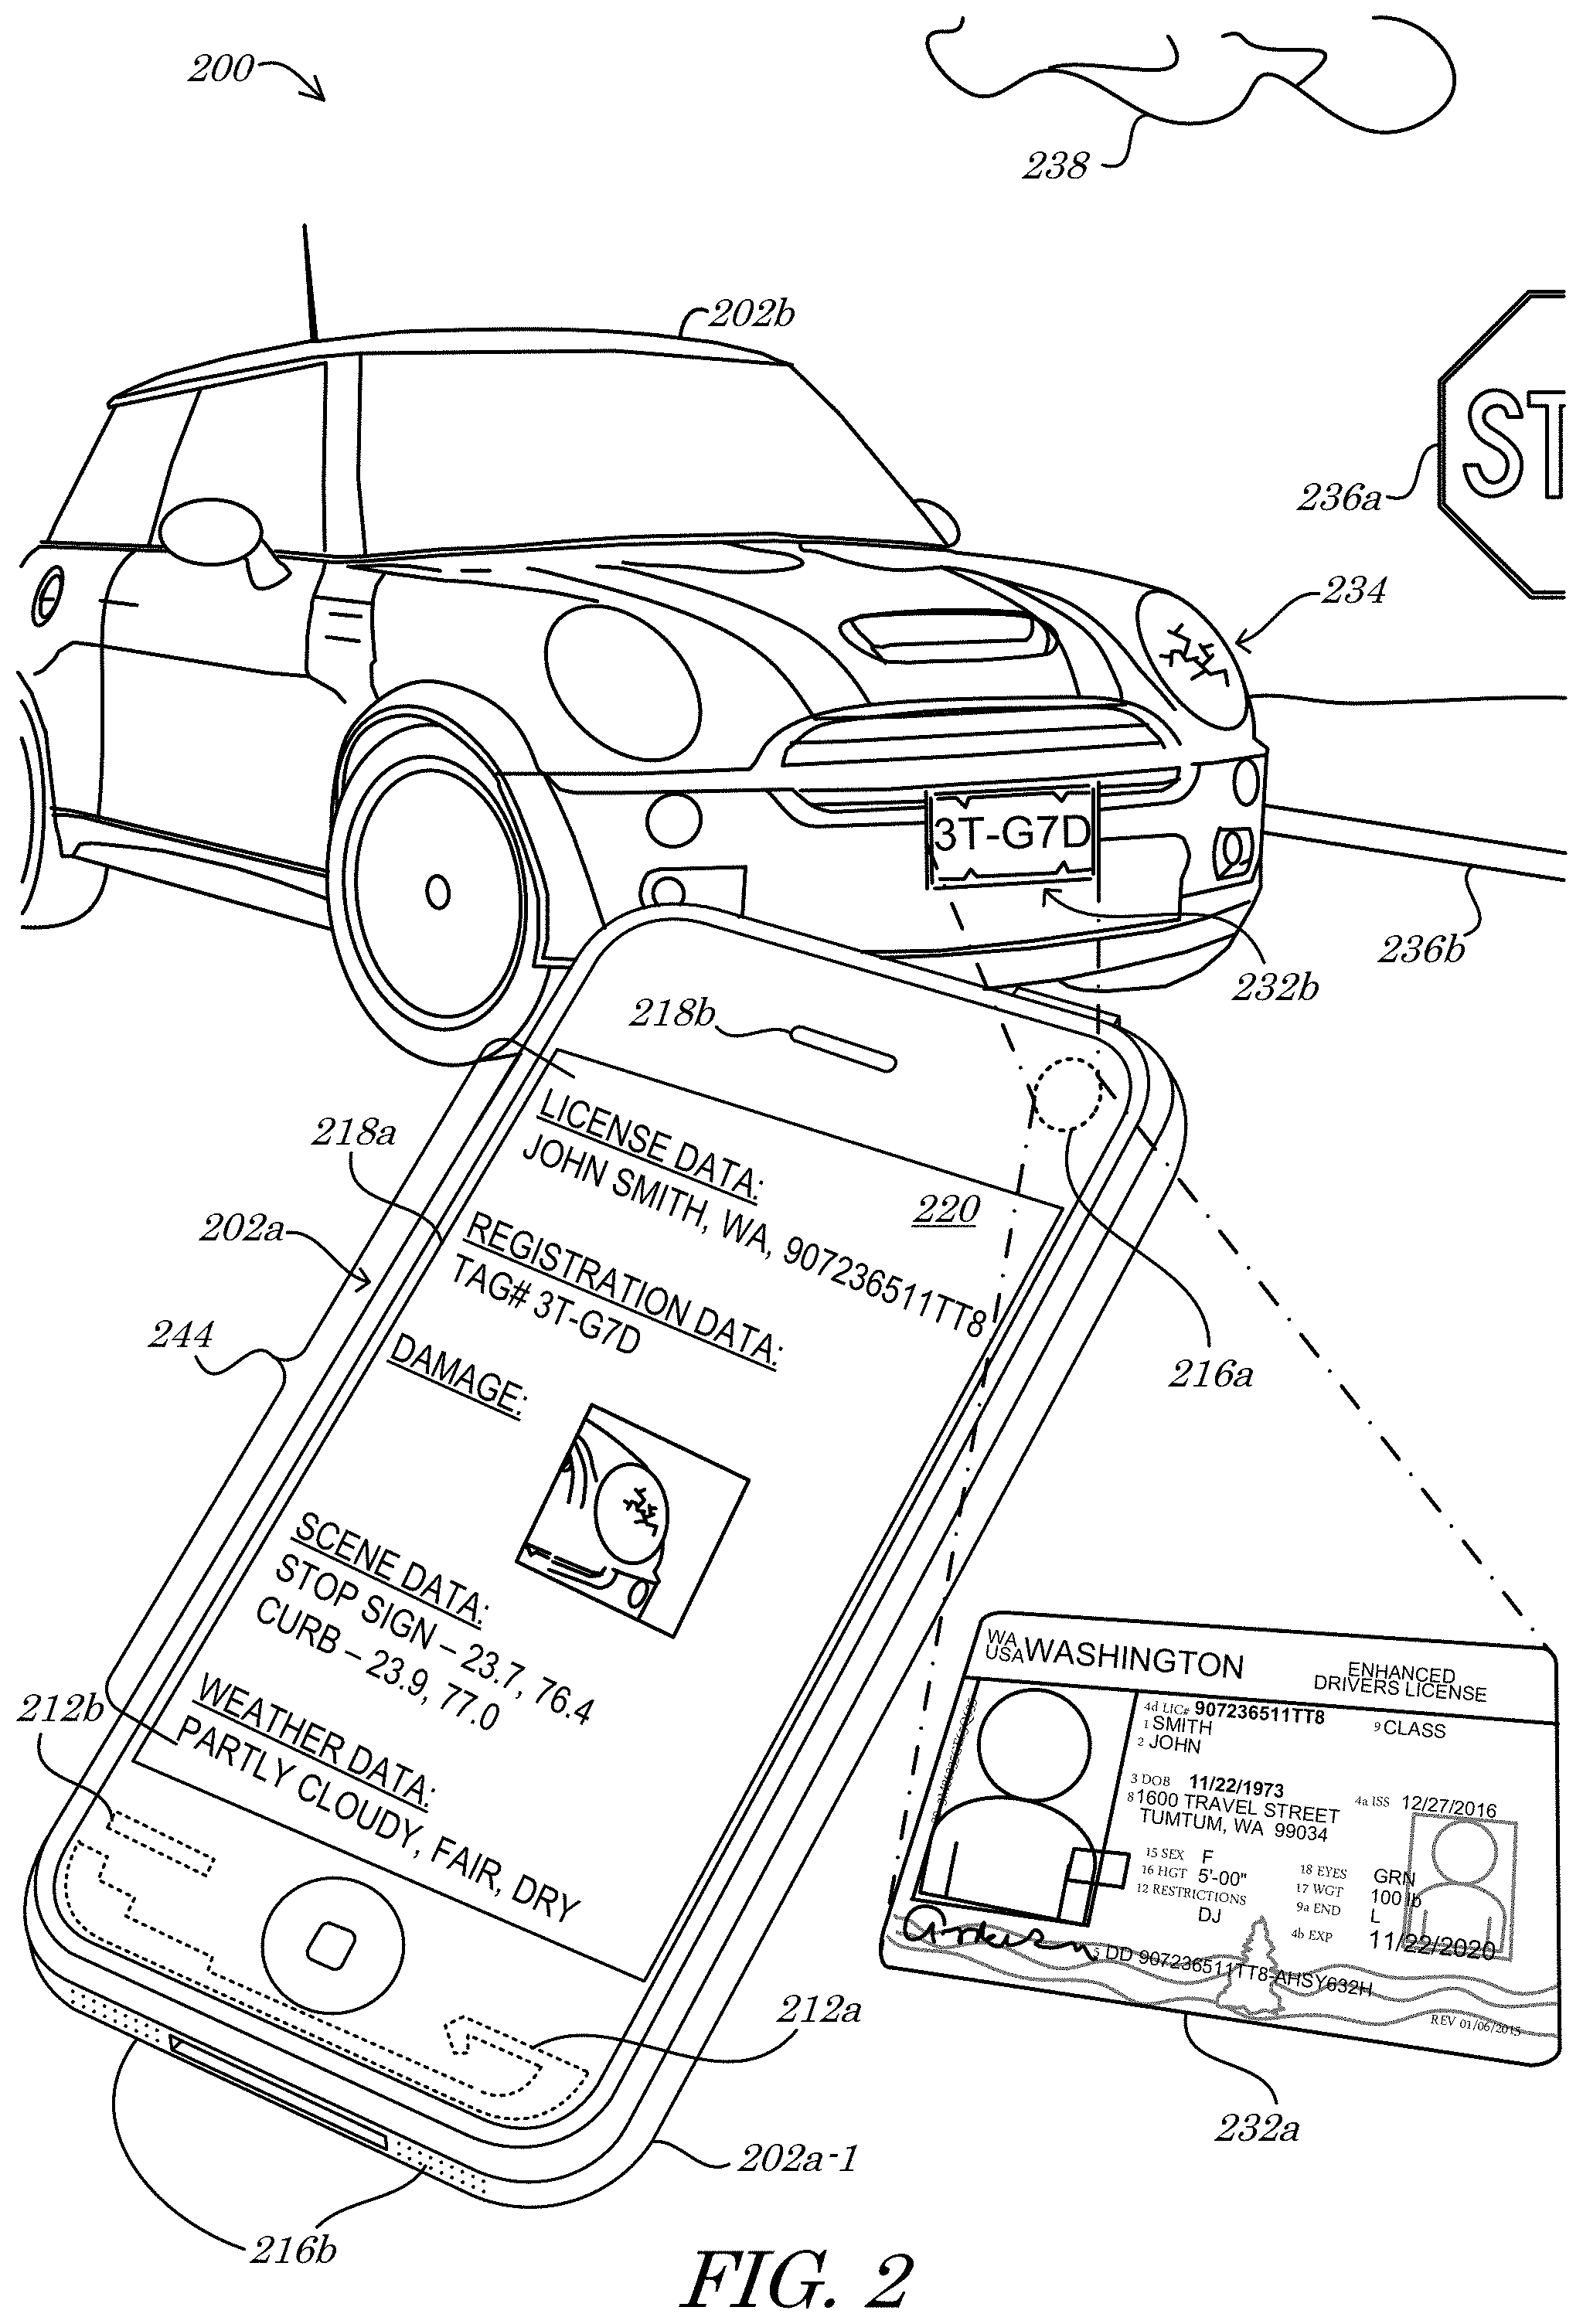 200
238
202b
ST
236a
234
3T-G7D
236b
232b
218b
218a
LICENSE DATA:
JOHN SMITH, WA, 907236511TT8
220
202a
REGISTRATION DATA:
TAG# 3T-G7D
216a
244
DAMAGE:
SCENE DATA:
STOP SIGN – 23.7, 76.4
CURB – 23.9, 77.0
212b
WEATHER DATA:
PARTLY CLOUDY, FAIR, DRY
WA
USA WASHINGTON
ENHANCED
DRIVERS LICENSE
4d LIC# 907236511TT8
9 CLASS
1 SMITH
2 JOHN
3 DOB 11/22/1973
8 1600 TRAVEL STREET
4a ISS 12/27/2016
TUMTUM, WA 99034
15 SEX F
18 EYES GRN
16 HGT 5'-00"
17 WGT 100 lb
12 RESTRICTIONS
9a END L
DJ
4b EXP 11/22/2020
5 DD 907236511TT8-AHSY632H
REV 01/06/2015
212a
232a
202a-1
216b
FIG. 2